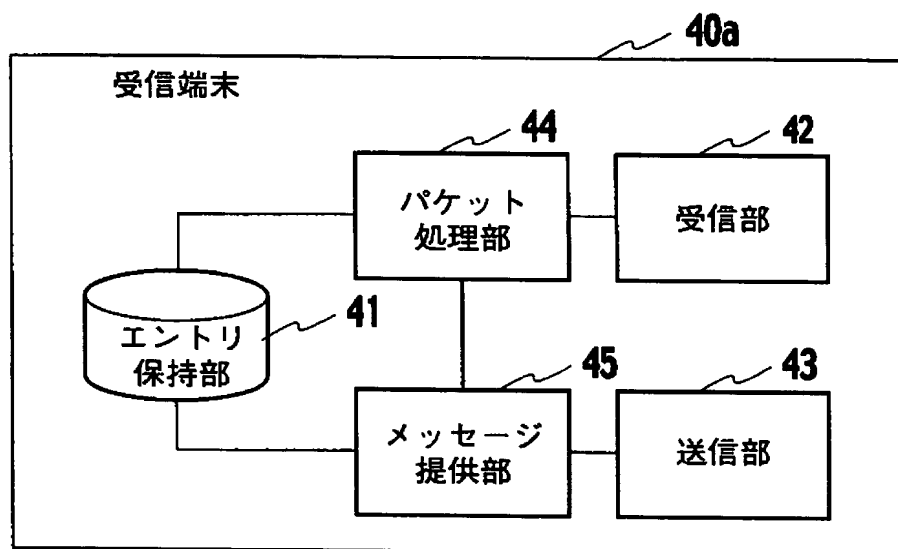 40a
受信端末
44
42
パケット
処理部
受信部
エントリ
保持部
41
45
43
メッセージ
提供部
送信部